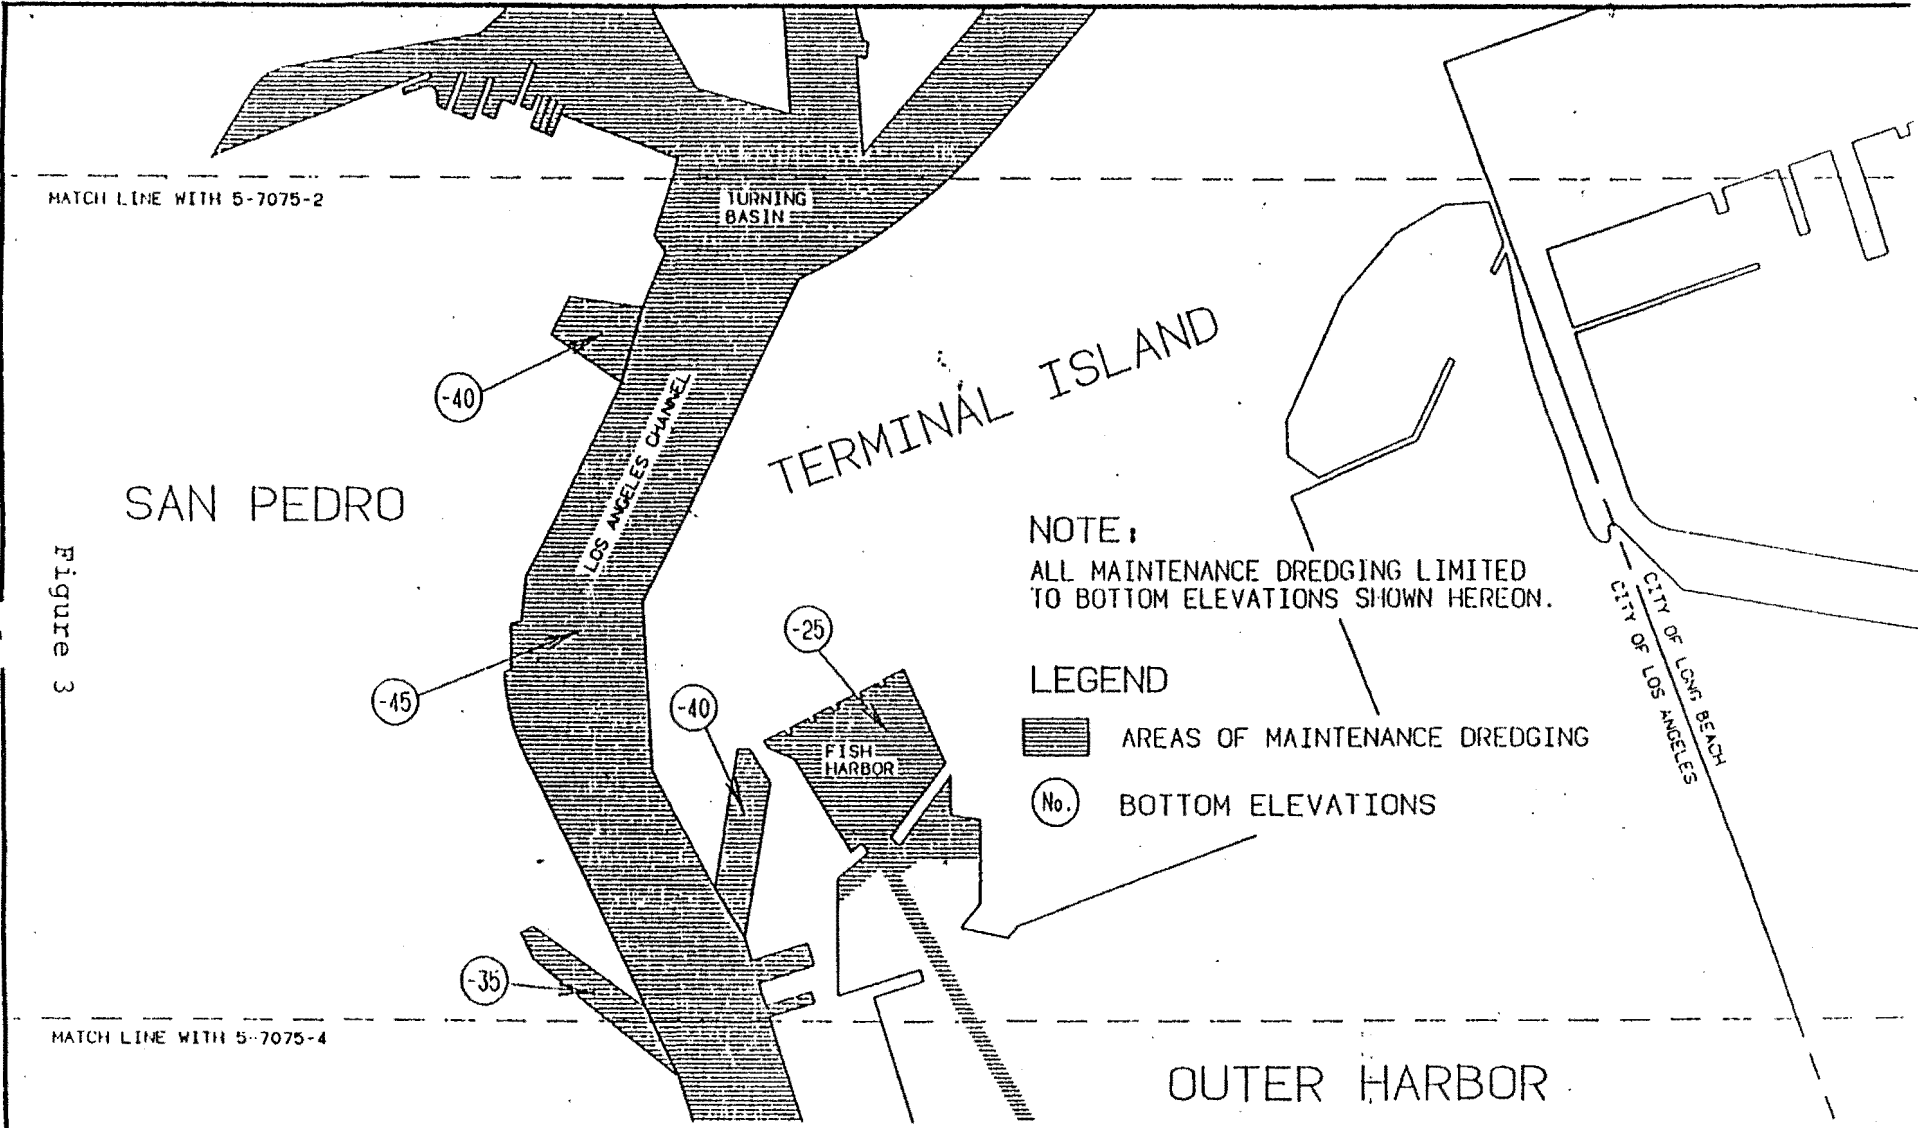 MATCH LINE WITH 5-7075-2
TURNING
BASIN
-40
LOS ANGELES CHANNEL
TERMINAL ISLAND
SAN PEDRO
NOTE:
ALL MAINTENANCE DREDGING LIMITED
TO BOTTOM ELEVATIONS SHOWN HEREON.
Figure 3
CITY OF LONG BEACH
CITY OF LOS ANGELES
-25
-45
-40
LEGEND
AREAS OF MAINTENANCE DREDGING
FISH
HARBOR
No.
BOTTOM ELEVATIONS
-35
MATCH LINE WITH 5-7075-4
OUTER HARBOR